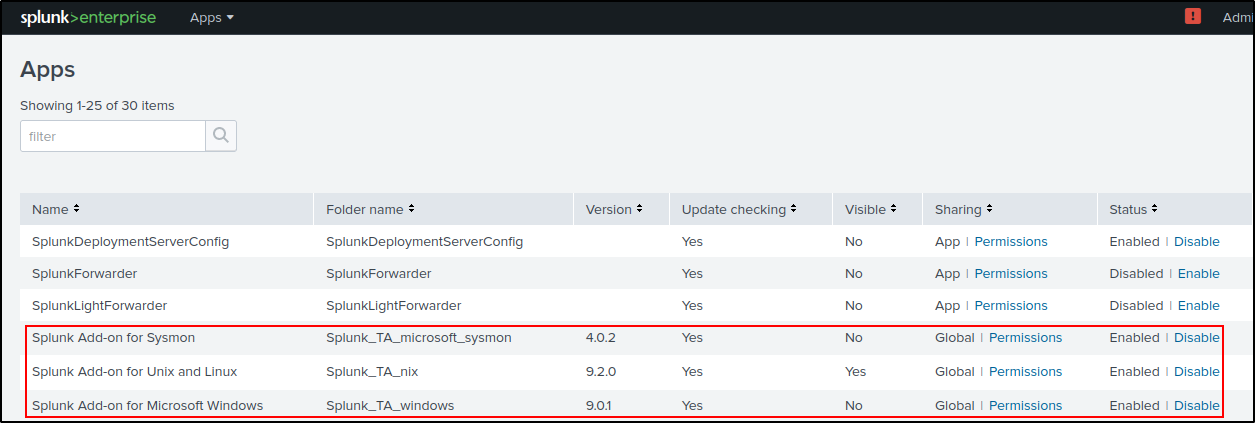 splunk>enterprise Apps ! Admi
Apps
Showing 1-25 of 30 items
filter
Name Folder name Version Update checking Visible Sharing Status
SplunkDeploymentServerConfig SplunkDeploymentServerConfig Yes No App | Permissions Enabled | Disable
SplunkForwarder SplunkForwarder Yes No App | Permissions Disabled | Enable
SplunkLightForwarder SplunkLightForwarder Yes No App | Permissions Disabled | Enable
Splunk Add-on for Sysmon Splunk_TA_microsoft_sysmon 4.0.2 Yes No Global | Permissions Enabled | Disable
Splunk Add-on for Unix and Linux Splunk_TA_nix 9.2.0 Yes Yes Global | Permissions Enabled | Disable
Splunk Add-on for Microsoft Windows Splunk_TA_windows 9.0.1 Yes No Global | Permissions Enabled | Disable